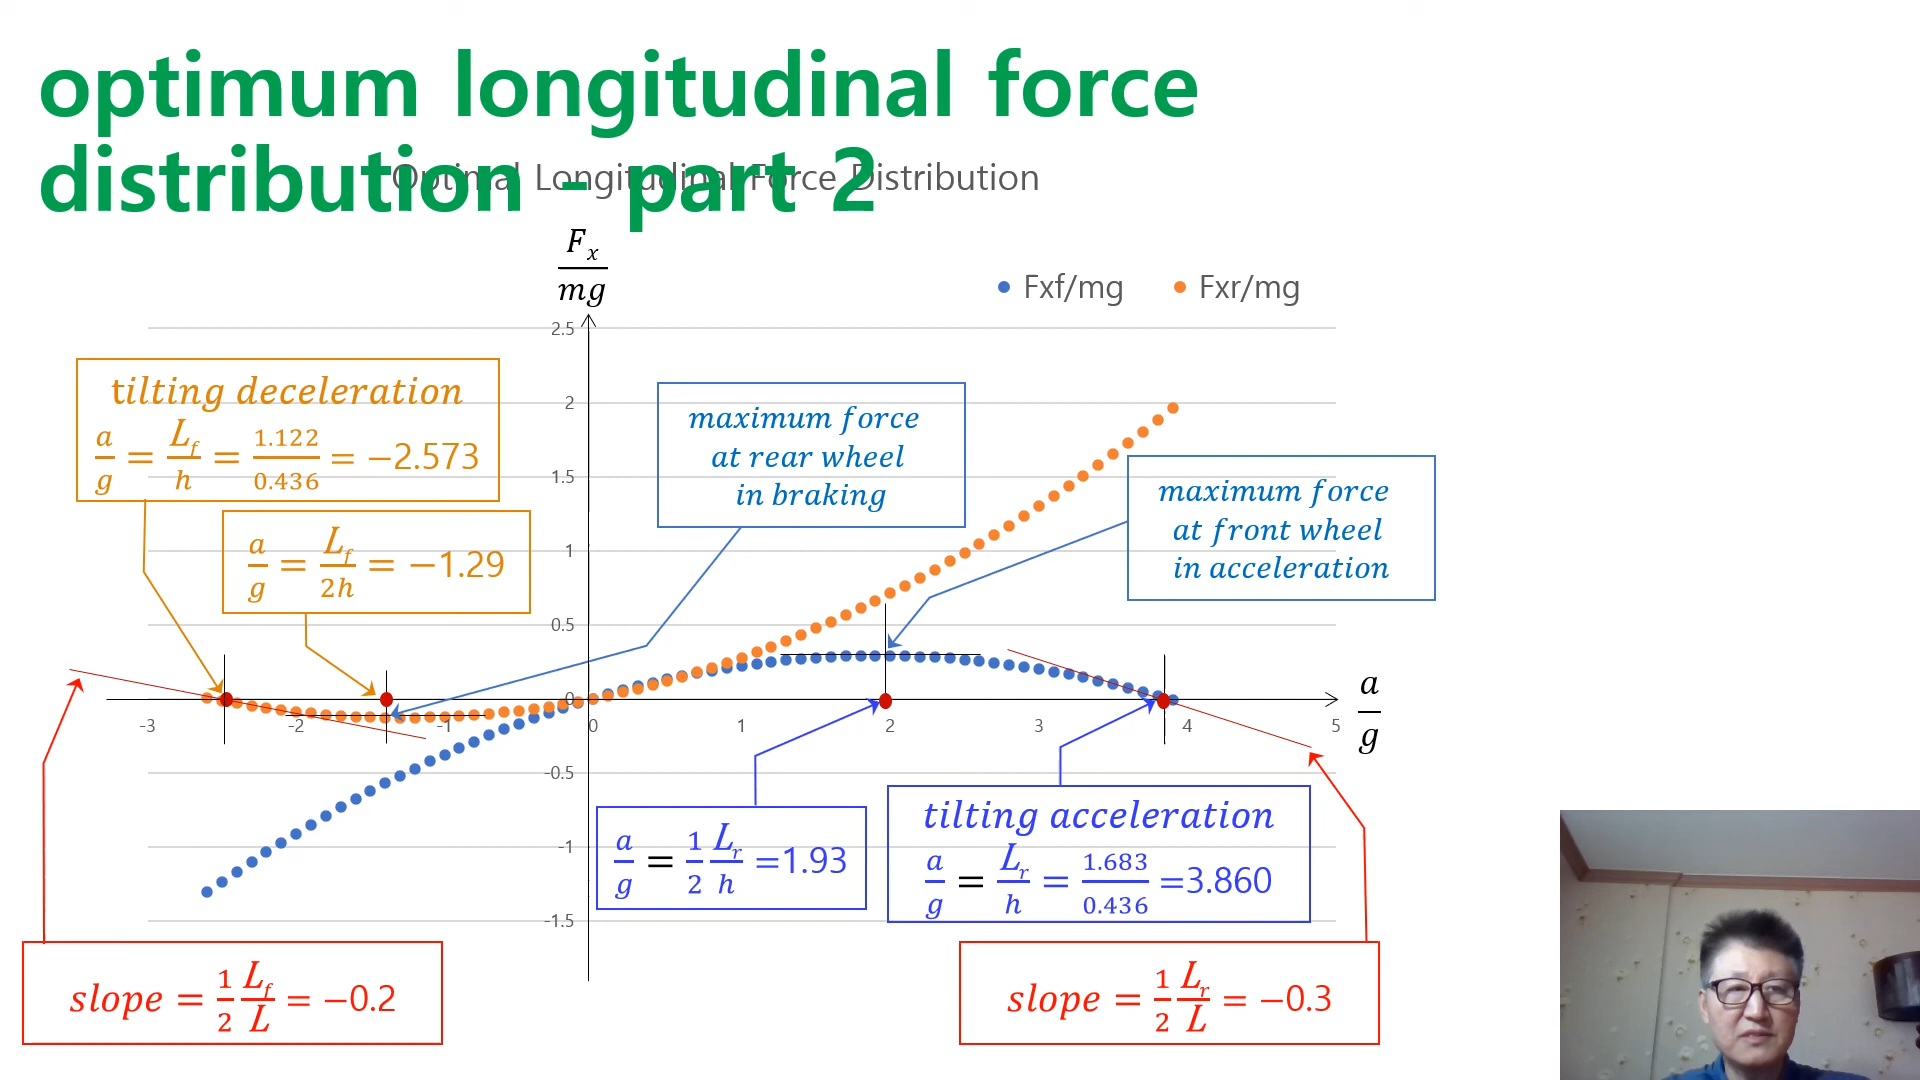 optimum longitudinal force
distribution - part 2
Optimal Longitudinal Force Distribution
F_x/mg
Fxf/mg Fxr/mg
2.5
2
1.5
1
0.5
0
-0.5
-1
-1.5
-3 -2 -1 0 1 2 3 4 5
a/g
tilting deceleration
a/g = L_f/h = 1.122/0.436 = −2.573
a/g = L_f/2h = −1.29
maximum force
at rear wheel
in braking
maximum force
at front wheel
in acceleration
a/g = 1/2 L_r/h =1.93
tilting acceleration
a/g = L_r/h = 1.683/0.436 =3.860
slope = 1/2 L_f/L = −0.2
slope = 1/2 L_r/L = −0.3